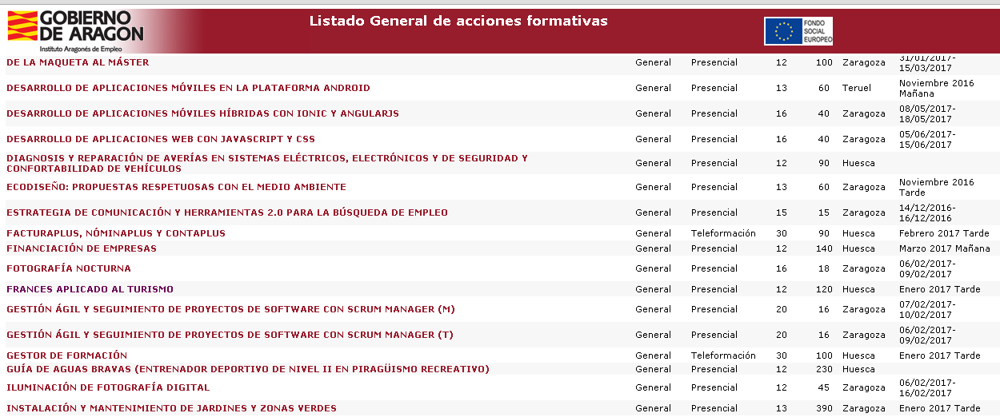 GOBIERNO
DE ARAGON
Instituto Aragonés de Empleo
Listado General de acciones formativas
FONDO
SOCIAL
EUROPEO
DE LA MAQUETA AL MÁSTER General Presencial 12 100 Zaragoza 31/01/2017-
15/03/2017
DESARROLLO DE APLICACIONES MÓVILES EN LA PLATAFORMA ANDROID General Presencial 13 60 Teruel Noviembre 2016
Mañana
DESARROLLO DE APLICACIONES MÓVILES HÍBRIDAS CON IONIC Y ANGULARJS General Presencial 16 40 Zaragoza 08/05/2017-
18/05/2017
DESARROLLO DE APLICACIONES WEB CON JAVASCRIPT Y CSS General Presencial 16 40 Zaragoza 05/06/2017-
15/06/2017
DIAGNOSIS Y REPARACIÓN DE AVERÍAS EN SISTEMAS ELÉCTRICOS, ELECTRÓNICOS Y DE SEGURIDAD Y
CONFORTABILIDAD DE VEHÍCULOS General Presencial 12 90 Huesca
ECODISEÑO: PROPUESTAS RESPETUOSAS CON EL MEDIO AMBIENTE General Presencial 13 60 Zaragoza Noviembre 2016
Tarde
ESTRATEGIA DE COMUNICACIÓN Y HERRAMIENTAS 2.0 PARA LA BÚSQUEDA DE EMPLEO General Presencial 15 15 Zaragoza 14/12/2016-
16/12/2016
FACTURAPLUS, NÓMINAPLUS Y CONTAPLUS General Teleformación 30 90 Huesca Febrero 2017 Tarde
FINANCIACIÓN DE EMPRESAS General Presencial 12 140 Huesca Marzo 2017 Mañana
FOTOGRAFÍA NOCTURNA General Presencial 16 18 Zaragoza 06/02/2017-
09/02/2017
FRANCES APLICADO AL TURISMO General Presencial 12 120 Huesca Enero 2017 Tarde
GESTIÓN ÁGIL Y SEGUIMIENTO DE PROYECTOS DE SOFTWARE CON SCRUM MANAGER (M) General Presencial 20 16 Zaragoza 07/02/2017-
10/02/2017
GESTIÓN ÁGIL Y SEGUIMIENTO DE PROYECTOS DE SOFTWARE CON SCRUM MANAGER (T) General Presencial 20 16 Zaragoza 06/02/2017-
09/02/2017
GESTOR DE FORMACIÓN General Teleformación 30 100 Huesca Enero 2017 Tarde
GUÍA DE AGUAS BRAVAS (ENTRENADOR DEPORTIVO DE NIVEL II EN PIRAGÜISMO RECREATIVO) General Presencial 12 230 Huesca
ILUMINACIÓN DE FOTOGRAFÍA DIGITAL General Presencial 12 45 Zaragoza 06/02/2017-
16/02/2017
INSTALACIÓN Y MANTENIMIENTO DE JARDINES Y ZONAS VERDES General Presencial 13 390 Zaragoza Enero 2017 Tarde